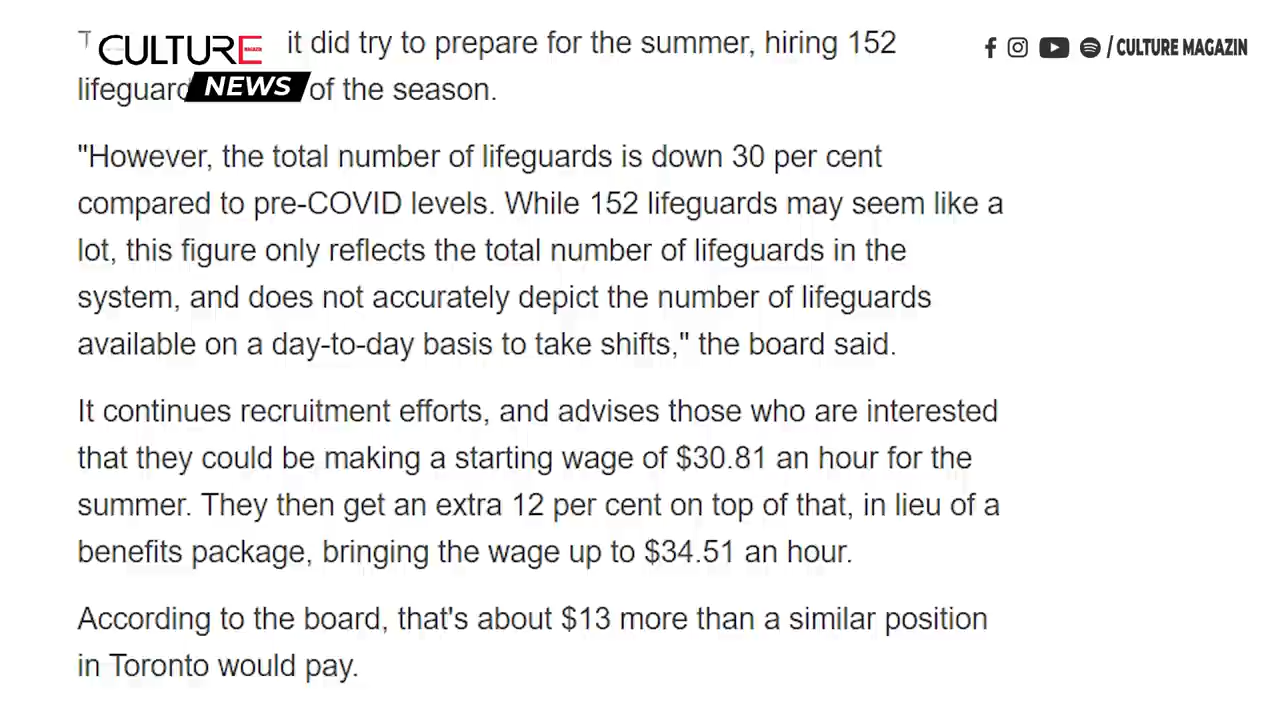 CULTURE
MAGAZIN
NEWS
/ CULTURE MAGAZIN
T it did try to prepare for the summer, hiring 152
lifeguard of the season.
"However, the total number of lifeguards is down 30 per cent
compared to pre-COVID levels. While 152 lifeguards may seem like a
lot, this figure only reflects the total number of lifeguards in the
system, and does not accurately depict the number of lifeguards
available on a day-to-day basis to take shifts," the board said.
It continues recruitment efforts, and advises those who are interested
that they could be making a starting wage of $30.81 an hour for the
summer. They then get an extra 12 per cent on top of that, in lieu of a
benefits package, bringing the wage up to $34.51 an hour.
According to the board, that's about $13 more than a similar position
in Toronto would pay.